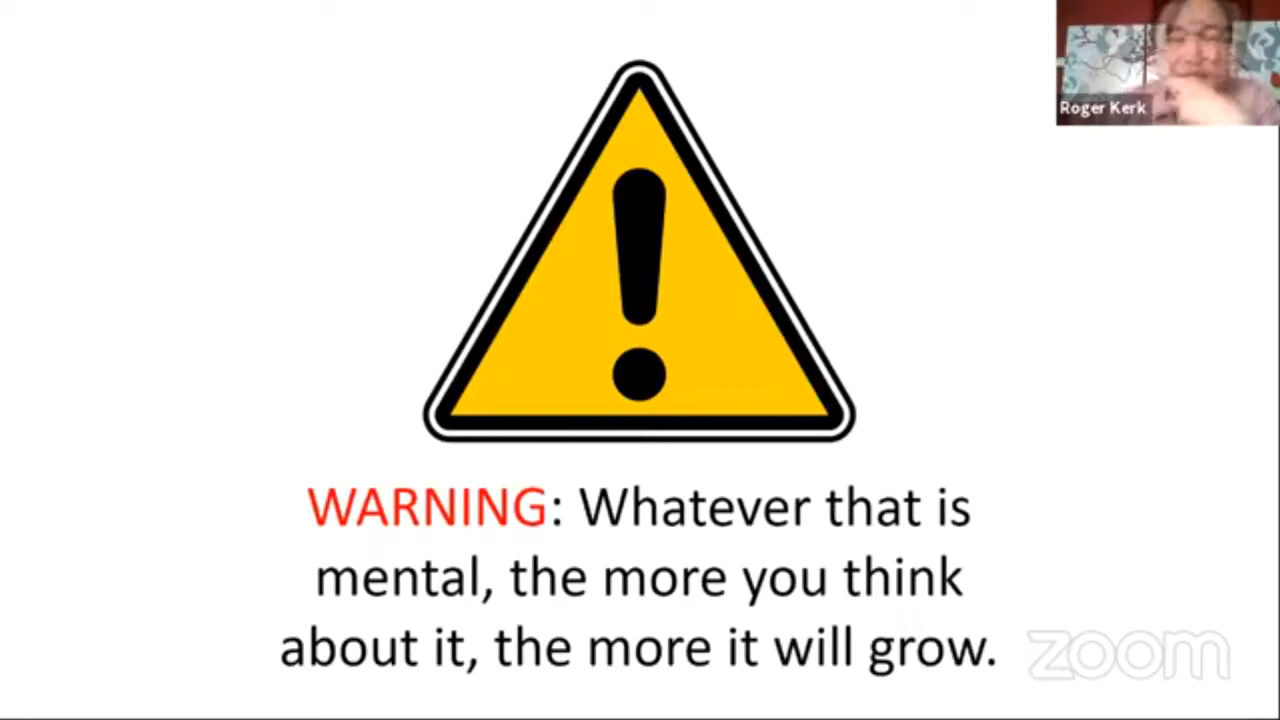 Roger Kerk
WARNING: Whatever that is
mental, the more you think
about it, the more it will grow.
zoom